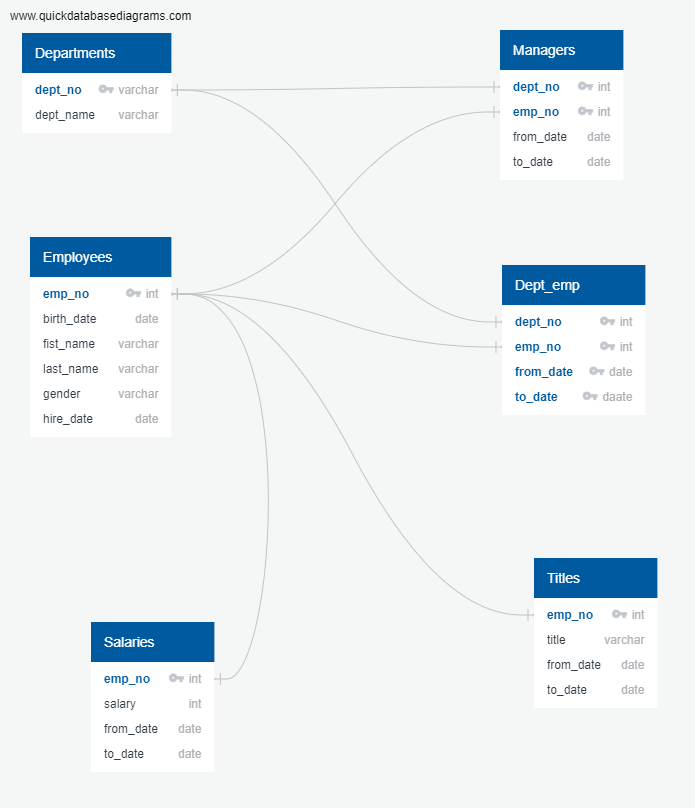 www.quickdatabasediagrams.com
Departments
dept_no varchar
dept_name varchar
Managers
dept_no int
emp_no int
from_date date
to_date date
Employees
emp_no int
birth_date date
fist_name varchar
last_name varchar
gender varchar
hire_date date
Dept_emp
dept_no int
emp_no int
from_date date
to_date daate
Titles
emp_no int
title varchar
from_date date
to_date date
Salaries
emp_no int
salary int
from_date date
to_date date